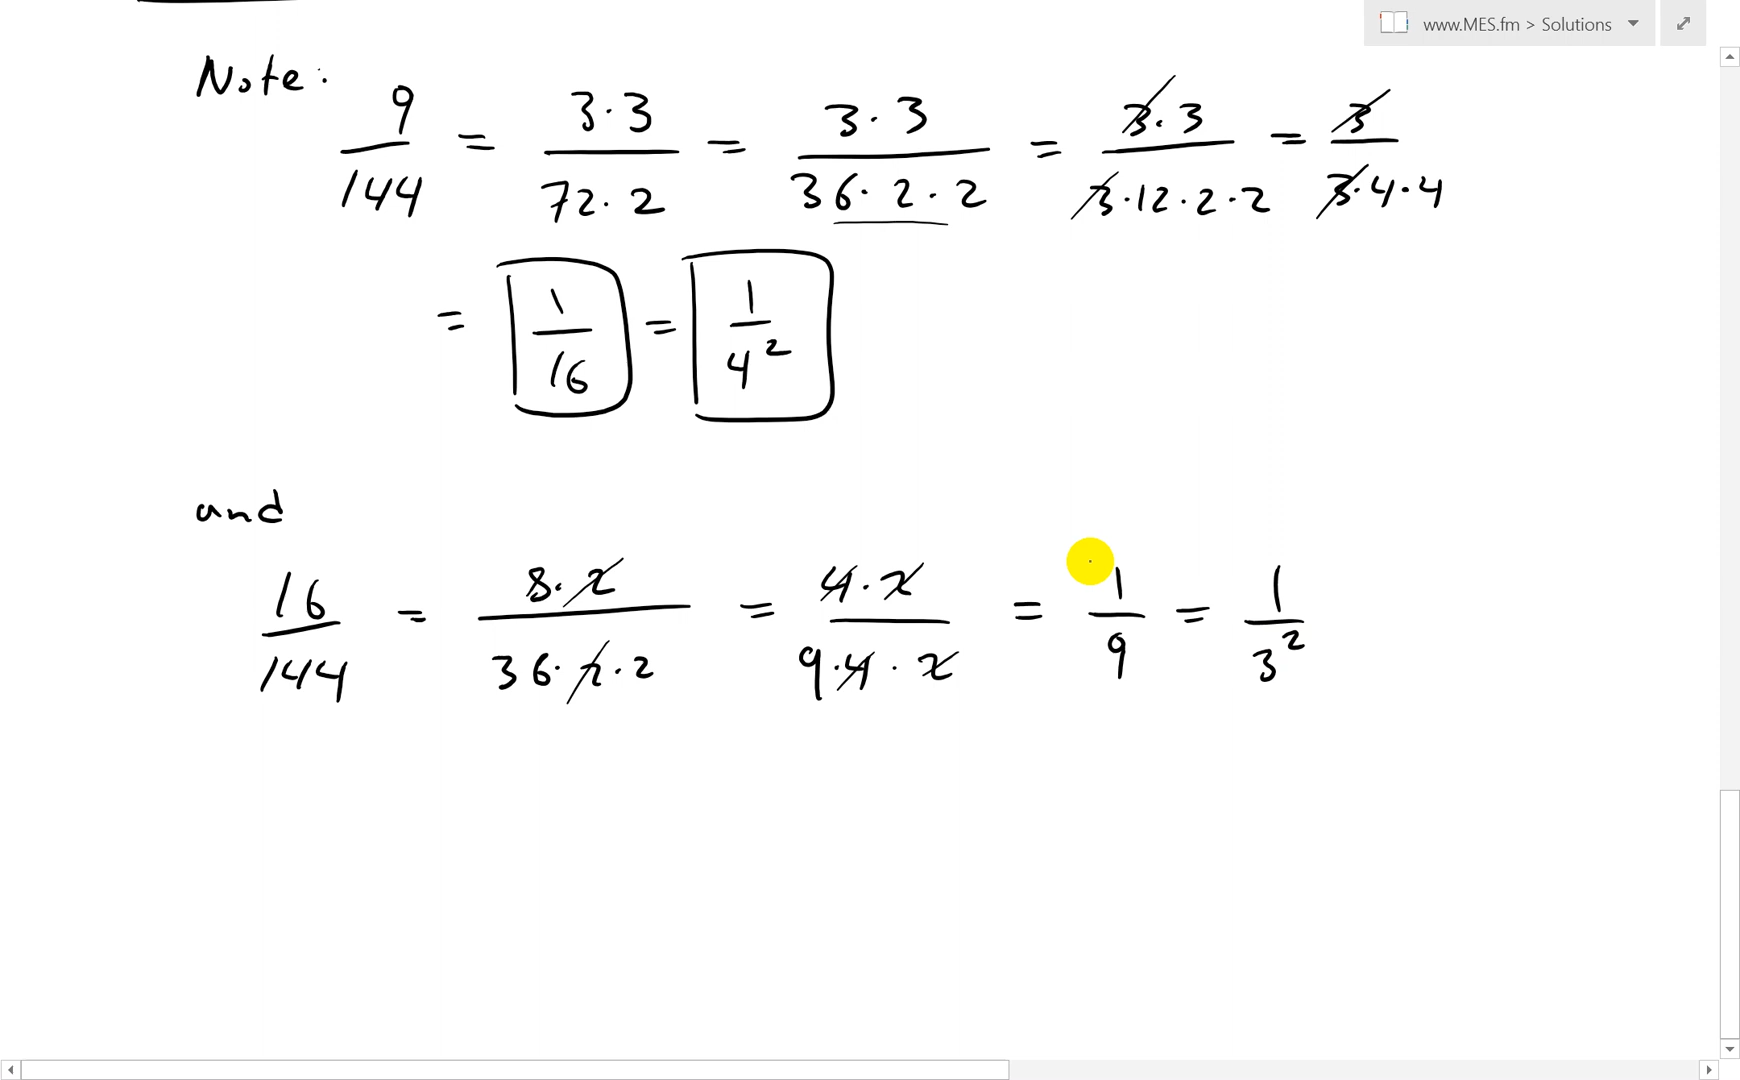 www.MES.fm > Solutions
Note:
9/144 = 3·3/72·2 = 3·3/36·2·2 = 3·3/3·12·2·2 = 3/3·4·4
= 1/16 = 1/4²
and
16/144 = 8·2/36·2·2 = 4·2/9·4·2 = 1/9 = 1/3²